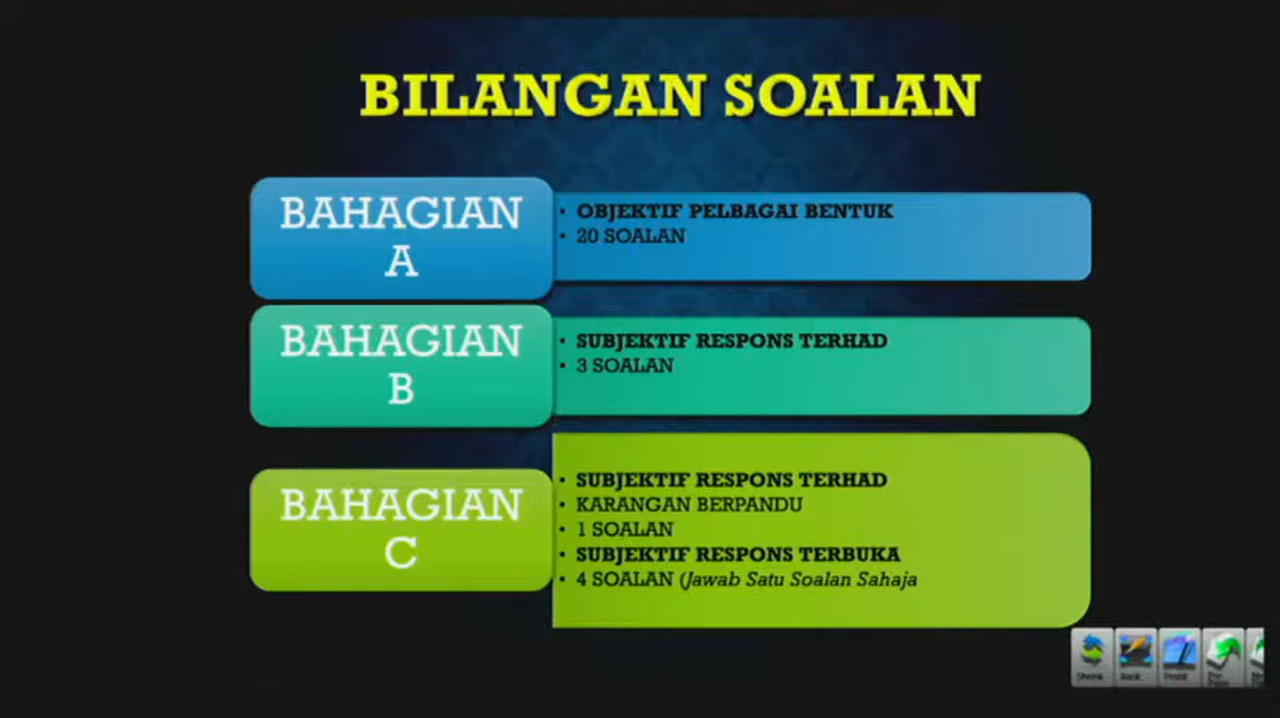 BILANGAN SOALAN
BAHAGIAN
A
• OBJEKTIF PELBAGAI BENTUK
• 20 SOALAN
BAHAGIAN
B
• SUBJEKTIF RESPONS TERHAD
• 3 SOALAN
BAHAGIAN
C
• SUBJEKTIF RESPONS TERHAD
• KARANGAN BERPANDU
• 1 SOALAN
• SUBJEKTIF RESPONS TERBUKA
• 4 SOALAN (Jawab Satu Soalan Sahaja
Shrink